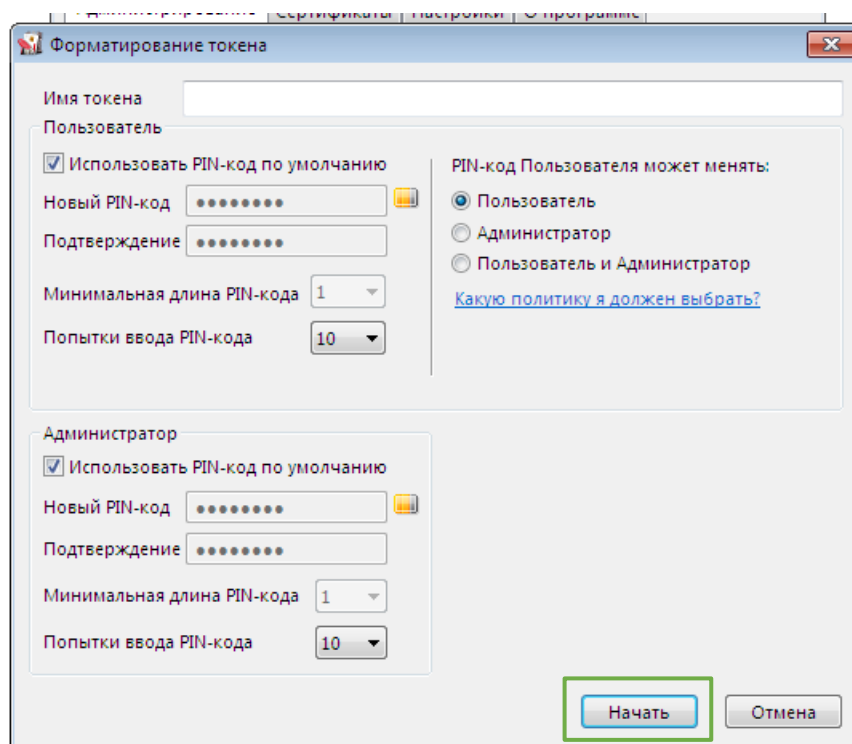 Администрирование Сертификаты Настройки О программе
Форматирование токена
Имя токена
Пользователь
Использовать PIN-код по умолчанию
Новый PIN-код ●●●●●●●●
Подтверждение ●●●●●●●●
Минимальная длина PIN-кода 1
Попытки ввода PIN-кода 10
PIN-код Пользователя может менять:
Пользователь
Администратор
Пользователь и Администратор
Какую политику я должен выбрать?
Администратор
Использовать PIN-код по умолчанию
Новый PIN-код ●●●●●●●●
Подтверждение ●●●●●●●●
Минимальная длина PIN-кода 1
Попытки ввода PIN-кода 10
Начать Отмена